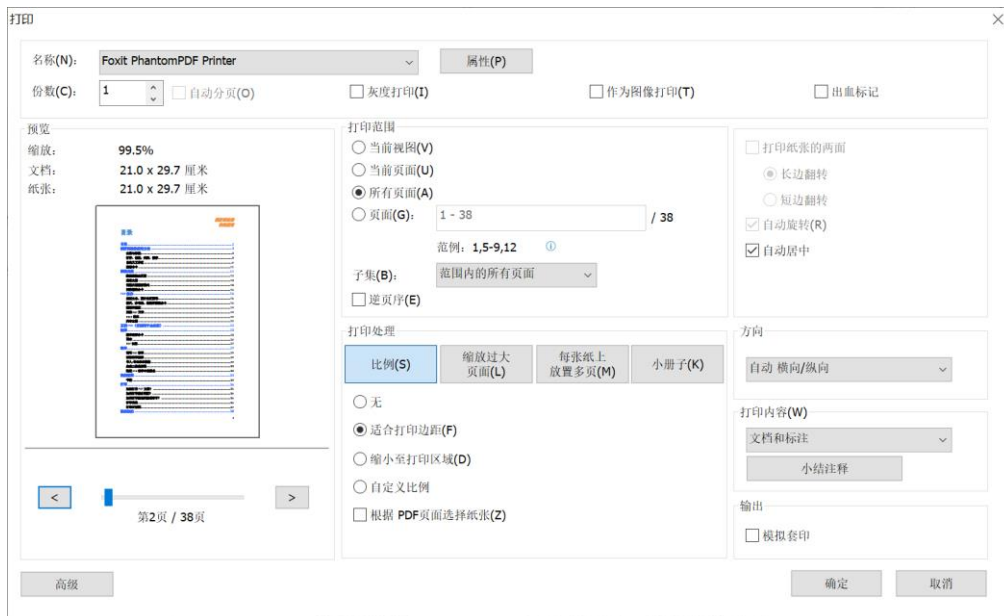 打印
名称(N): Foxit PhantomPDF Printer 属性(P)
份数(C): 1 自动分页(O) 灰度打印(I) 作为图像打印(T) 出血标记
预览
缩放: 99.5%
文档: 21.0 x 29.7 厘米
纸张: 21.0 x 29.7 厘米
目录
< >
第2页 / 38页
打印范围
当前视图(V)
当前页面(U)
所有页面(A)
页面(G): 1 - 38 / 38
范例: 1,5-9,12
子集(B): 范围内的所有页面
逆页序(E)
打印处理
比例(S) 缩放过大页面(L) 每张纸上放置多页(M) 小册子(K)
无
适合打印边距(F)
缩小至打印区域(D)
自定义比例
根据 PDF页面选择纸张(Z)
打印纸张的两面
长边翻转
短边翻转
自动旋转(R)
自动居中
方向
自动 横向/纵向
打印内容(W)
文档和标注
小结注释
输出
模拟套印
高级 确定 取消